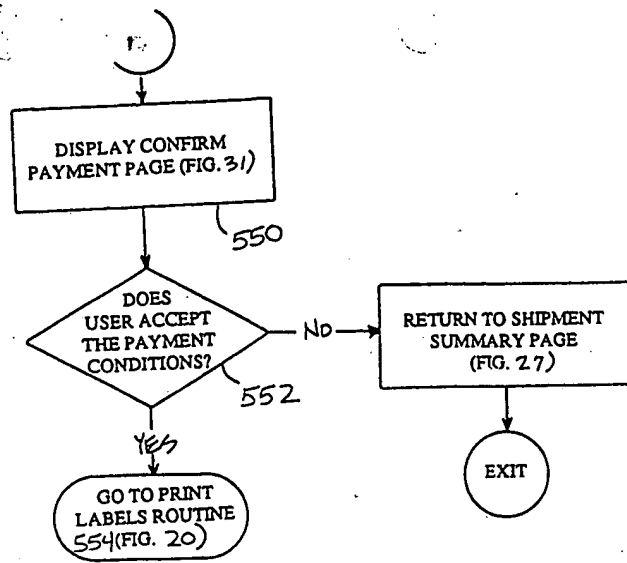 DISPLAY CONFIRM
PAYMENT PAGE (FIG. 31)
550
DOES
USER ACCEPT
THE PAYMENT
CONDITIONS?
552
NO
RETURN TO SHIPMENT
SUMMARY PAGE
(FIG. 27)
YES
EXIT
GO TO PRINT
LABELS ROUTINE
554 (FIG. 20)